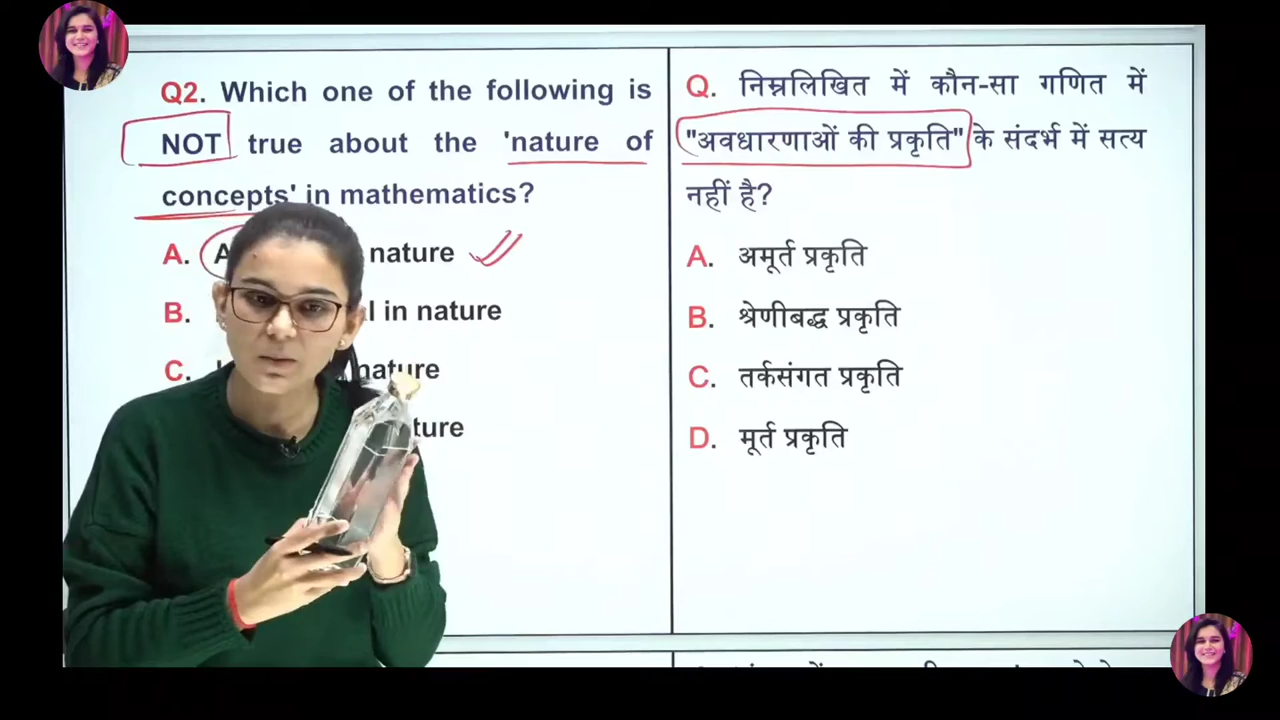 Q2. Which one of the following is
NOT true about the 'nature of
concepts' in mathematics?
A. nature
B. in nature
C. nature
Q. निम्नलिखित में कौन-सा गणित में
"अवधारणाओं की प्रकृति" के संदर्भ में सत्य
नहीं है?
A. अमूर्त प्रकृति
B. श्रेणीबद्ध प्रकृति
C. तर्कसंगत प्रकृति
D. मूर्त प्रकृति